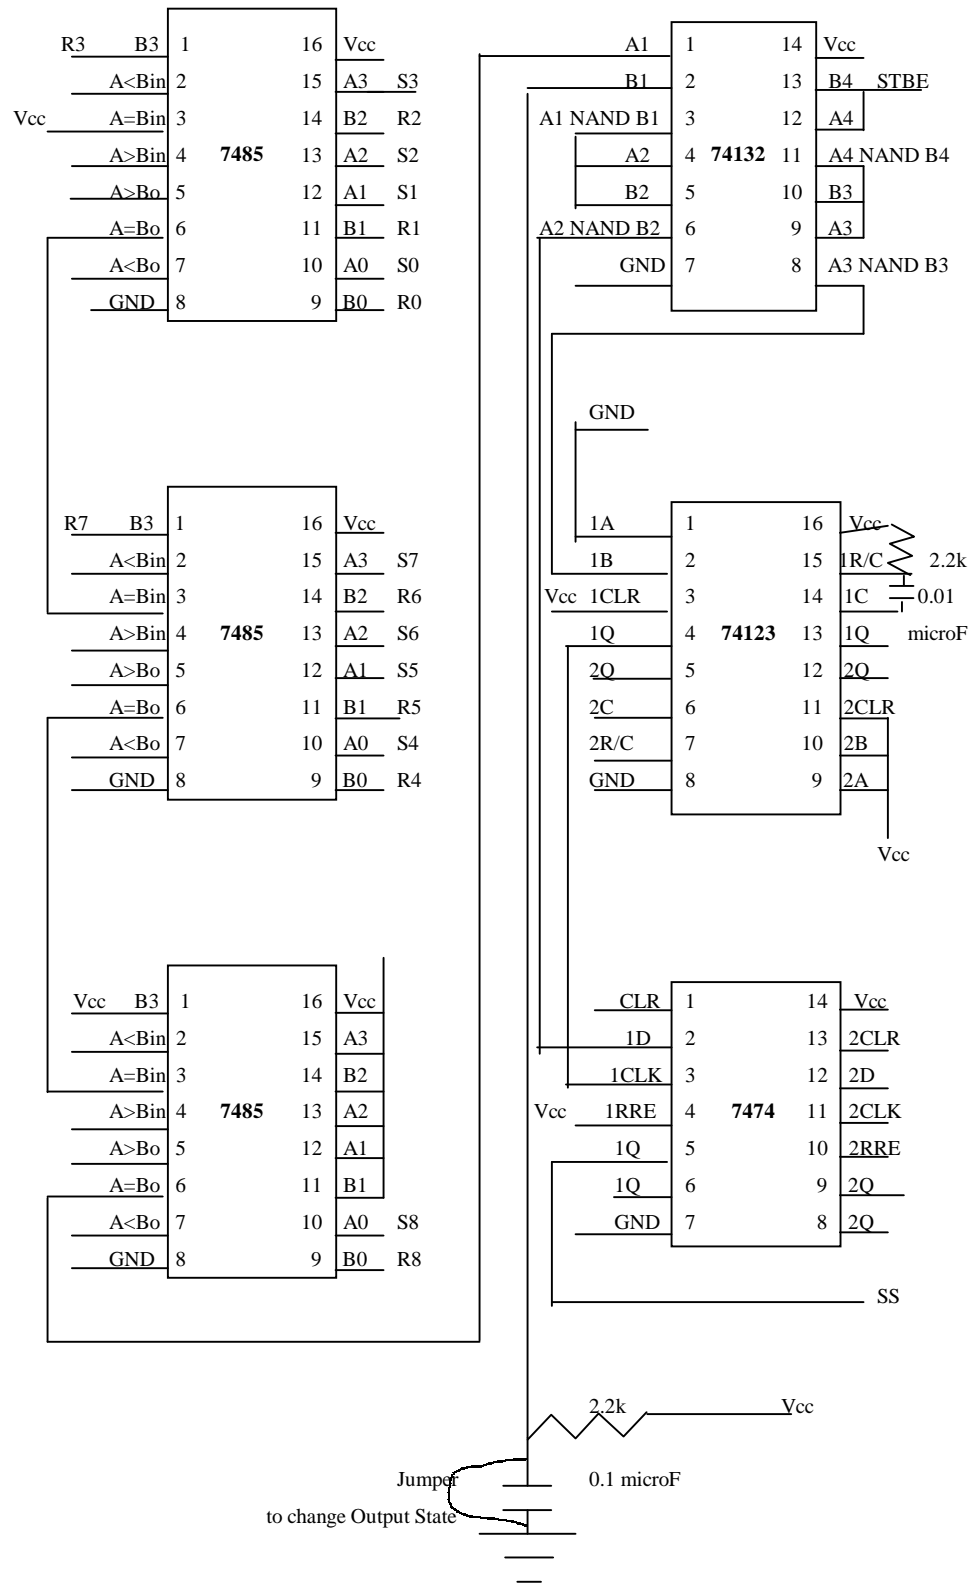 R3 B3 1 16 Vcc
A<Bin 2 15 A3 S3
Vcc A=Bin 3 14 B2 R2
A>Bin 4 7485 13 A2 S2
A>Bo 5 12 A1 S1
A=Bo 6 11 B1 R1
A<Bo 7 10 A0 S0
GND 8 9 B0 R0
A1 1 14 Vcc
B1 2 13 B4 STBE
A1 NAND B1 3 12 A4
A2 4 74132 11 A4 NAND B4
B2 5 10 B3
A2 NAND B2 6 9 A3
GND 7 8 A3 NAND B3
R7 B3 1 16 Vcc
A<Bin 2 15 A3 S7
A=Bin 3 14 B2 R6
A>Bin 4 7485 13 A2 S6
A>Bo 5 12 A1 S5
A=Bo 6 11 B1 R5
A<Bo 7 10 A0 S4
GND 8 9 B0 R4
GND
1A 1 16 Vcc
1B 2 15 1R/C 2.2k
Vcc 1CLR 3 14 1C 0.01
1Q 4 74123 13 1Q microF
2Q 5 12 2Q
2C 6 11 2CLR
2R/C 7 10 2B
GND 8 9 2A
Vcc
Vcc B3 1 16 Vcc
A<Bin 2 15 A3
A=Bin 3 14 B2
A>Bin 4 7485 13 A2
A>Bo 5 12 A1
A=Bo 6 11 B1
A<Bo 7 10 A0 S8
GND 8 9 B0 R8
CLR 1 14 Vcc
1D 2 13 2CLR
1CLK 3 12 2D
Vcc 1RRE 4 7474 11 2CLK
1Q 5 10 2RRE
1Q 6 9 2Q
GND 7 8 2Q
SS
2.2k Vcc
Jumper 0.1 microF
to change Output State